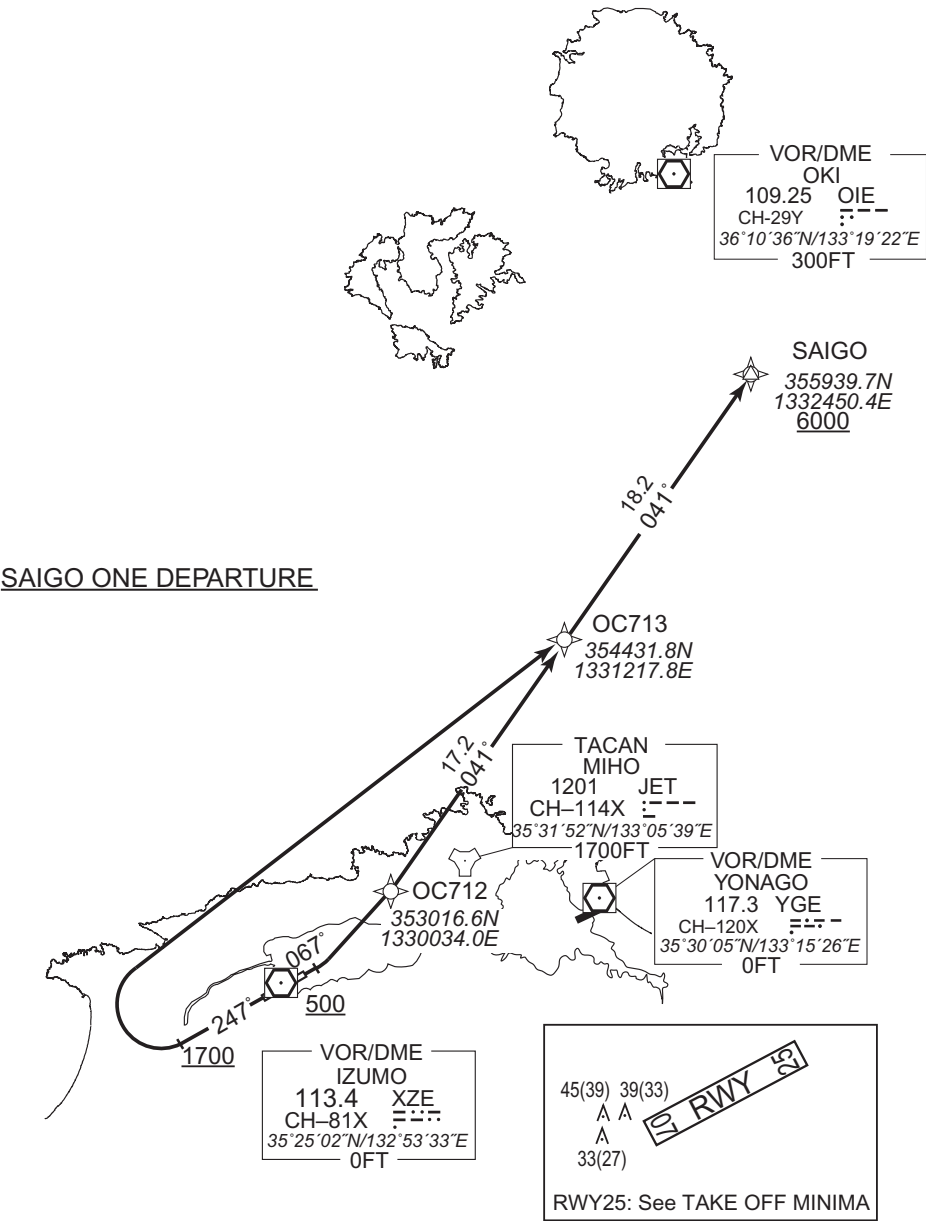 VOR/DME
OKI
109.25 OIE
CH-29Y
36°10´36˝N/133°19´22˝E
300FT
SAIGO
355939.7N
1332450.4E
6000
18.2
041°
SAIGO ONE DEPARTURE
OC713
354431.8N
1331217.8E
17.2
041°
TACAN
MIHO
1201 JET
CH–114X
35°31´52˝N/133°05´39˝E
1700FT
VOR/DME
YONAGO
117.3 YGE
CH–120X
35°30´05˝N/133°15´26˝E
0FT
OC712
353016.6N
1330034.0E
067°
500
247°
1700
VOR/DME
IZUMO
113.4 XZE
CH–81X
35°25´02˝N/132°53´33˝E
0FT
45(39) 39(33)
33(27)
07 RWY 25
RWY25: See TAKE OFF MINIMA